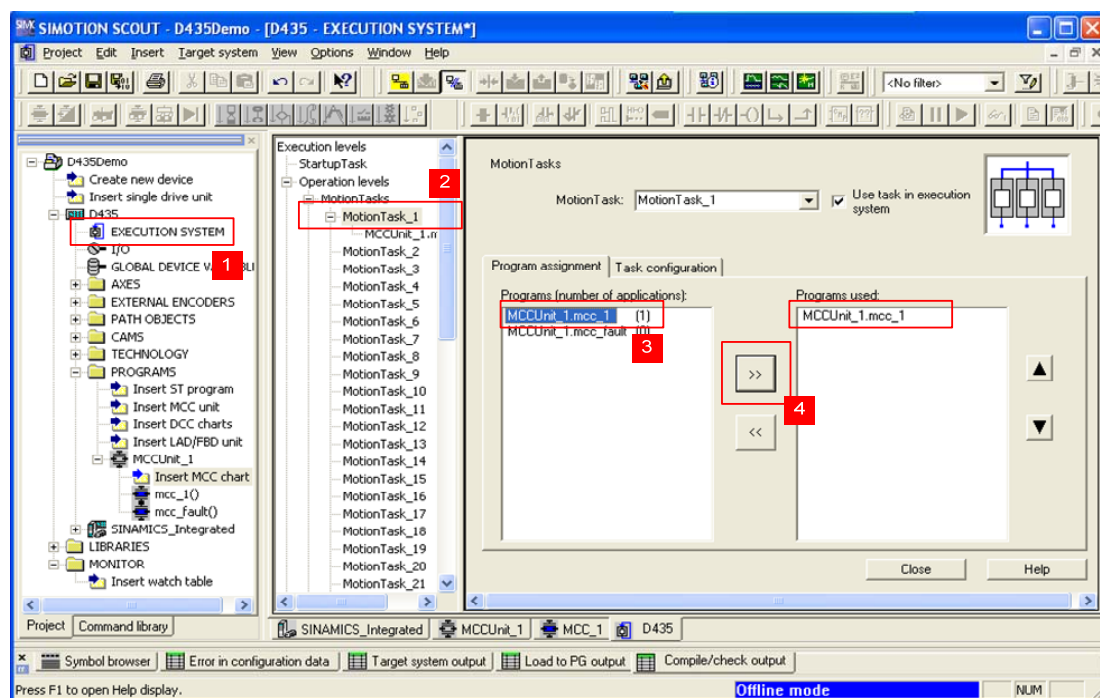 SIMOTION SCOUT - D435Demo - [D435 - EXECUTION SYSTEM*]
Project Edit Insert Target system View Options Window Help
<No filter>
D435Demo
Create new device
Insert single drive unit
D435
EXECUTION SYSTEM
1
I/O
GLOBAL DEVICE
AXES
EXTERNAL ENCODERS
PATH OBJECTS
CAMS
TECHNOLOGY
PROGRAMS
Insert ST program
Insert MCC unit
Insert DCC charts
Insert LAD/FBD unit
MCCUnit_1
Insert MCC chart
mcc_1()
mcc_fault()
SINAMICS_Integrated
LIBRARIES
MONITOR
Insert watch table
Project Command library
Execution levels
StartupTask
Operation levels
2
MotionTasks
MotionTask_1
MCCUnit_1.m
MotionTask_2
MotionTask_3
MotionTask_4
MotionTask_5
MotionTask_6
MotionTask_7
MotionTask_8
MotionTask_9
MotionTask_10
MotionTask_11
MotionTask_12
MotionTask_13
MotionTask_14
MotionTask_15
MotionTask_16
MotionTask_17
MotionTask_18
MotionTask_19
MotionTask_20
MotionTask_21
MotionTasks
MotionTask: MotionTask_1
Use task in execution
system
Program assignment Task configuration
Programs (number of applications):
MCCUnit_1.mcc_1 (1)
MCCUnit_1.mcc_fault (0)
3
>>
4
<<
Programs used:
MCCUnit_1.mcc_1
Close Help
SINAMICS_Integrated MCCUnit_1 MCC_1 D435
Symbol browser Error in configuration data Target system output Load to PG output Compile/check output
Press F1 to open Help display. Offline mode NUM